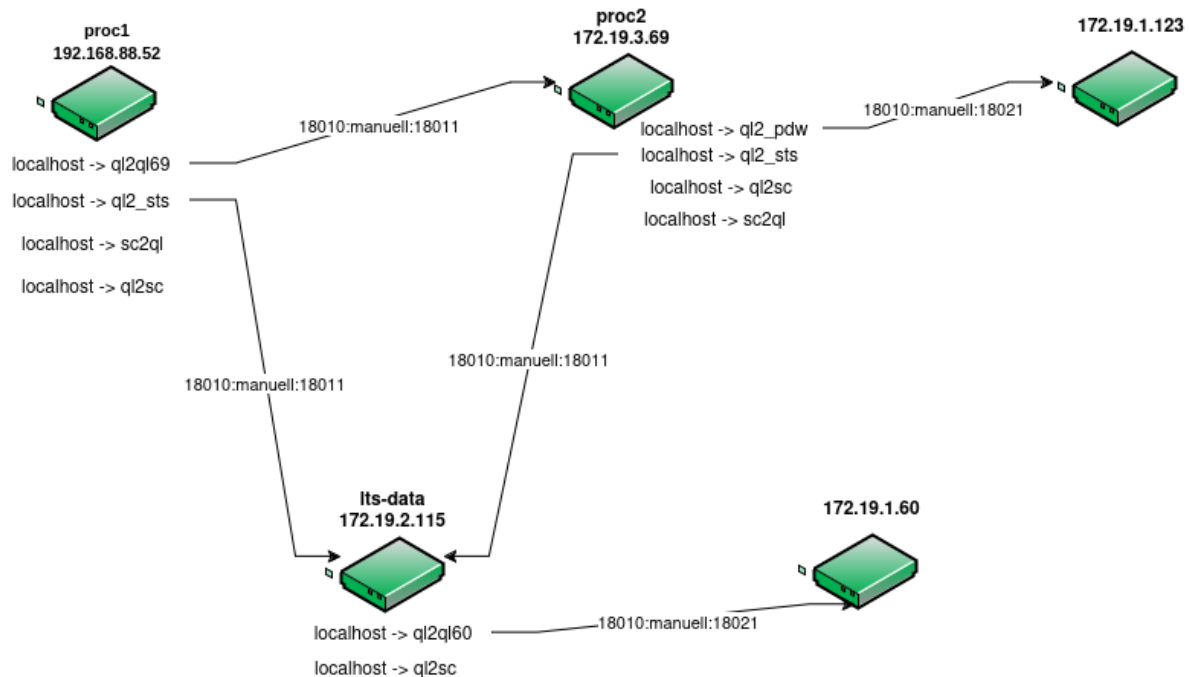 proc1
192.168.88.52
proc2
172.19.3.69
172.19.1.123
18010:manuell:18011
18010:manuell:18021
localhost -> ql2ql69
localhost -> ql2_sts
localhost -> sc2ql
localhost -> ql2sc
localhost -> ql2_pdw
localhost -> ql2_sts
localhost -> ql2sc
localhost -> sc2ql
18010:manuell:18011
18010:manuell:18011
lts-data
172.19.2.115
172.19.1.60
18010:manuell:18021
localhost -> ql2ql60
localhost -> ql2sc